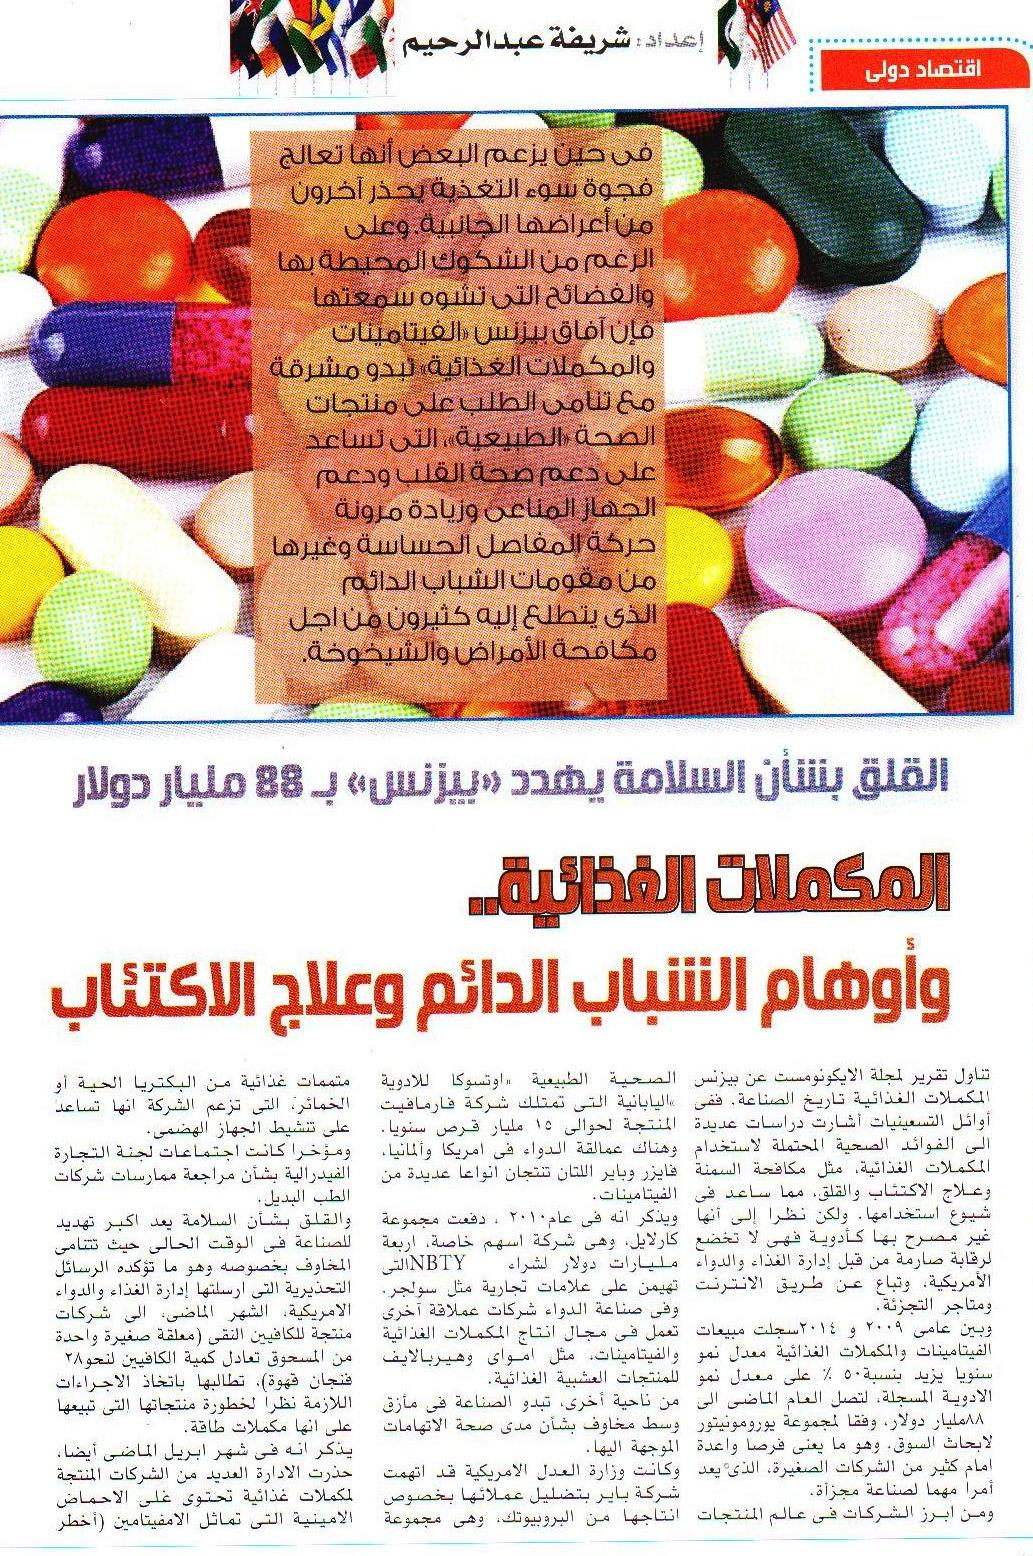 اقتصاد دولى
إعداد: شريفة عبدالرحيم
فى حين يزعم البعض أنها تعالج
فجوة سوء التغذية يحذر آخرون
من أعراضها الجانبية. وعلى
الرغم من الشكوك المحيطة بها
والفضائح التى تشوه سمعتها
فإن آفاق بيزنس «الفيتامينات
والمكملات الغذائية» تبدو مشرقة
مع تنامى الطلب على منتجات
الصحة «الطبيعية»، التى تساعد
على دعم صحة القلب ودعم
الجهاز المناعى وزيادة مرونة
حركة المفاصل الحساسة وغيرها
من مقومات الشباب الدائم
الذى يتطلع إليه كثيرون من اجل
مكافحة الأمراض والشيخوخة.
القلق بشأن السلامة يهدد «بيزنس» بـ 88 مليار دولار
المكملات الغذائية..
وأوهام الشباب الدائم وعلاج الاكتئاب
تناول تقرير لمجلة الايكونومست عن بيزنس
المكملات الغذائية تاريخ الصناعة. ففى
أوائل التسعينيات أشارت دراسات عديدة
الى الفوائد الصحية المحتملة لاستخدام
المكملات الغذائية، مثل مكافحة السمنة
وعلاج الاكتئاب والقلق، مما ساعد فى
شيوع استخدامها. ولكن نظرا إلى أنها
غير مصرح بها كأدوية فهى لا تخضع
لرقابة صارمة من قبل إدارة الغذاء والدواء
الأمريكية، وتباع عن طريق الانترنت
ومتاجر التجزئة.
وبين عامى ٢٠٠٩ و ٢٠١٤سجلت مبيعات
الفيتامينات والمكملات الغذائية معدل نمو
سنويا يزيد بنسبة٥٠ ٪ على معدل نمو
الادوية المسجلة، لتصل العام الماضى الى
٨٨مليار دولار، وفقا لمجموعة يورومونيتور
لابحاث السوق. وهو ما يعنى فرصا واعدة
امام كثير من الشركات الصغيرة، الذى يعد
أمرا مهما لصناعة مجزأة.
ومن ابرز الشركات فى عالم المنتجات
الصحية الطبيعية «اوتسوكا للادوية
«اليابانية التى تمتلك شركة فارمافيت
المنتجة لحوالى ١٥ مليار قرص سنويا.
وهناك عمالقة الدواء فى امريكا وألمانيا،
فايزر وباير اللتان تنتجان انواعا عديدة من
الفيتامينات.
ويذكر انه فى عام٢٠١٠ ، دفعت مجموعة
كارلايل، وهى شركة اسهم خاصة، اربعة
مليارات دولار لشراء NBTYالتى
تهيمن على علامات تجارية مثل سولجر.
وفى صناعة الدواء شركات عملاقة أخرى
تعمل فى مجال انتاج المكملات الغذائية
والفيتامينات، مثل امواى وهيربالايف
للمنتجات العشبية الغذائية.
من ناحية أخرى، تبدو الصناعة فى مأزق
وسط مخاوف بشأن مدى صحة الاتهامات
الموجهة اليها.
وكانت وزارة العدل الامريكية قد اتهمت
شركة باير بتضليل عملائها بخصوص
انتاجها من البروبيوتك، وهى مجموعة
متممات غذائية من البكتريا الحية أو
الخمائر، التى تزعم الشركة انها تساعد
على تنشيط الجهاز الهضمى.
ومؤخرا كانت اجتماعات لجنة التجارة
الفيدرالية بشأن مراجعة ممارسات شركات
الطب البديل.
والقلق بشأن السلامة يعد اكبر تهديد
للصناعة فى الوقت الحالى حيث تتنامى
المخاوف بخصوصه وهو ما تؤكده الرسائل
التحذيرية التى ارسلتها إدارة الغذاء والدواء
الامريكية، الشهر الماضى، الى شركات
منتجة للكافيين النقى (معلقة صغيرة واحدة
من المسحوق تعادل كمية الكافيين لنحو٢٨
فنجان قهوة)، تطالبها باتخاذ الاجراءات
اللازمة نظرا لخطورة منتجاتها التى تبيعها
على انها مكملات طاقة.
يذكر انه فى شهر ابريل الماضى أيضا،
حذرت الادارة العديد من الشركات المنتجة
لمكملات غذائية تحتوى على الاحماض
الامينية التى تماثل الامفيتامين (أخطر